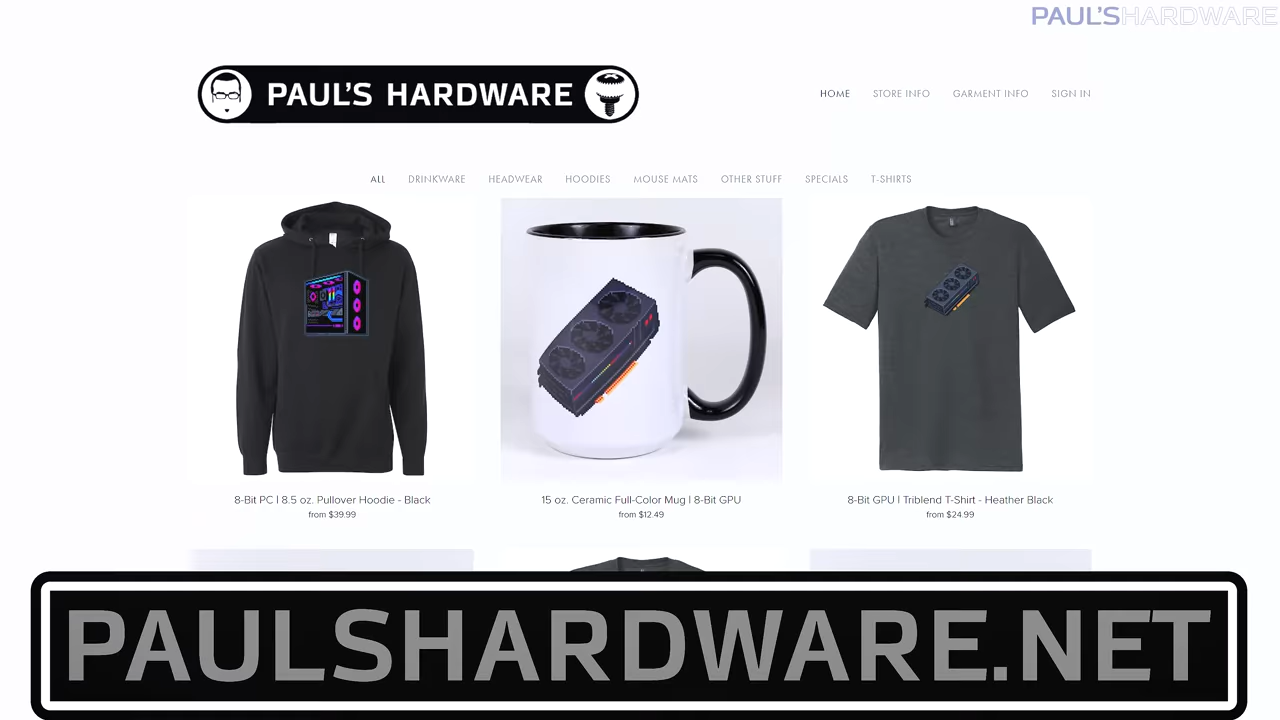 PAUL'SHARDWARE
PAUL'S HARDWARE
HOME STORE INFO GARMENT INFO SIGN IN
ALL DRINKWARE HEADWEAR HOODIES MOUSE MATS OTHER STUFF SPECIALS T-SHIRTS
8-Bit PC | 8.5 oz. Pullover Hoodie - Black
from $39.99
15 oz. Ceramic Full-Color Mug | 8-Bit GPU
from $12.49
8-Bit GPU | Triblend T-Shirt - Heather Black
from $24.99
PAULSHARDWARE.NET